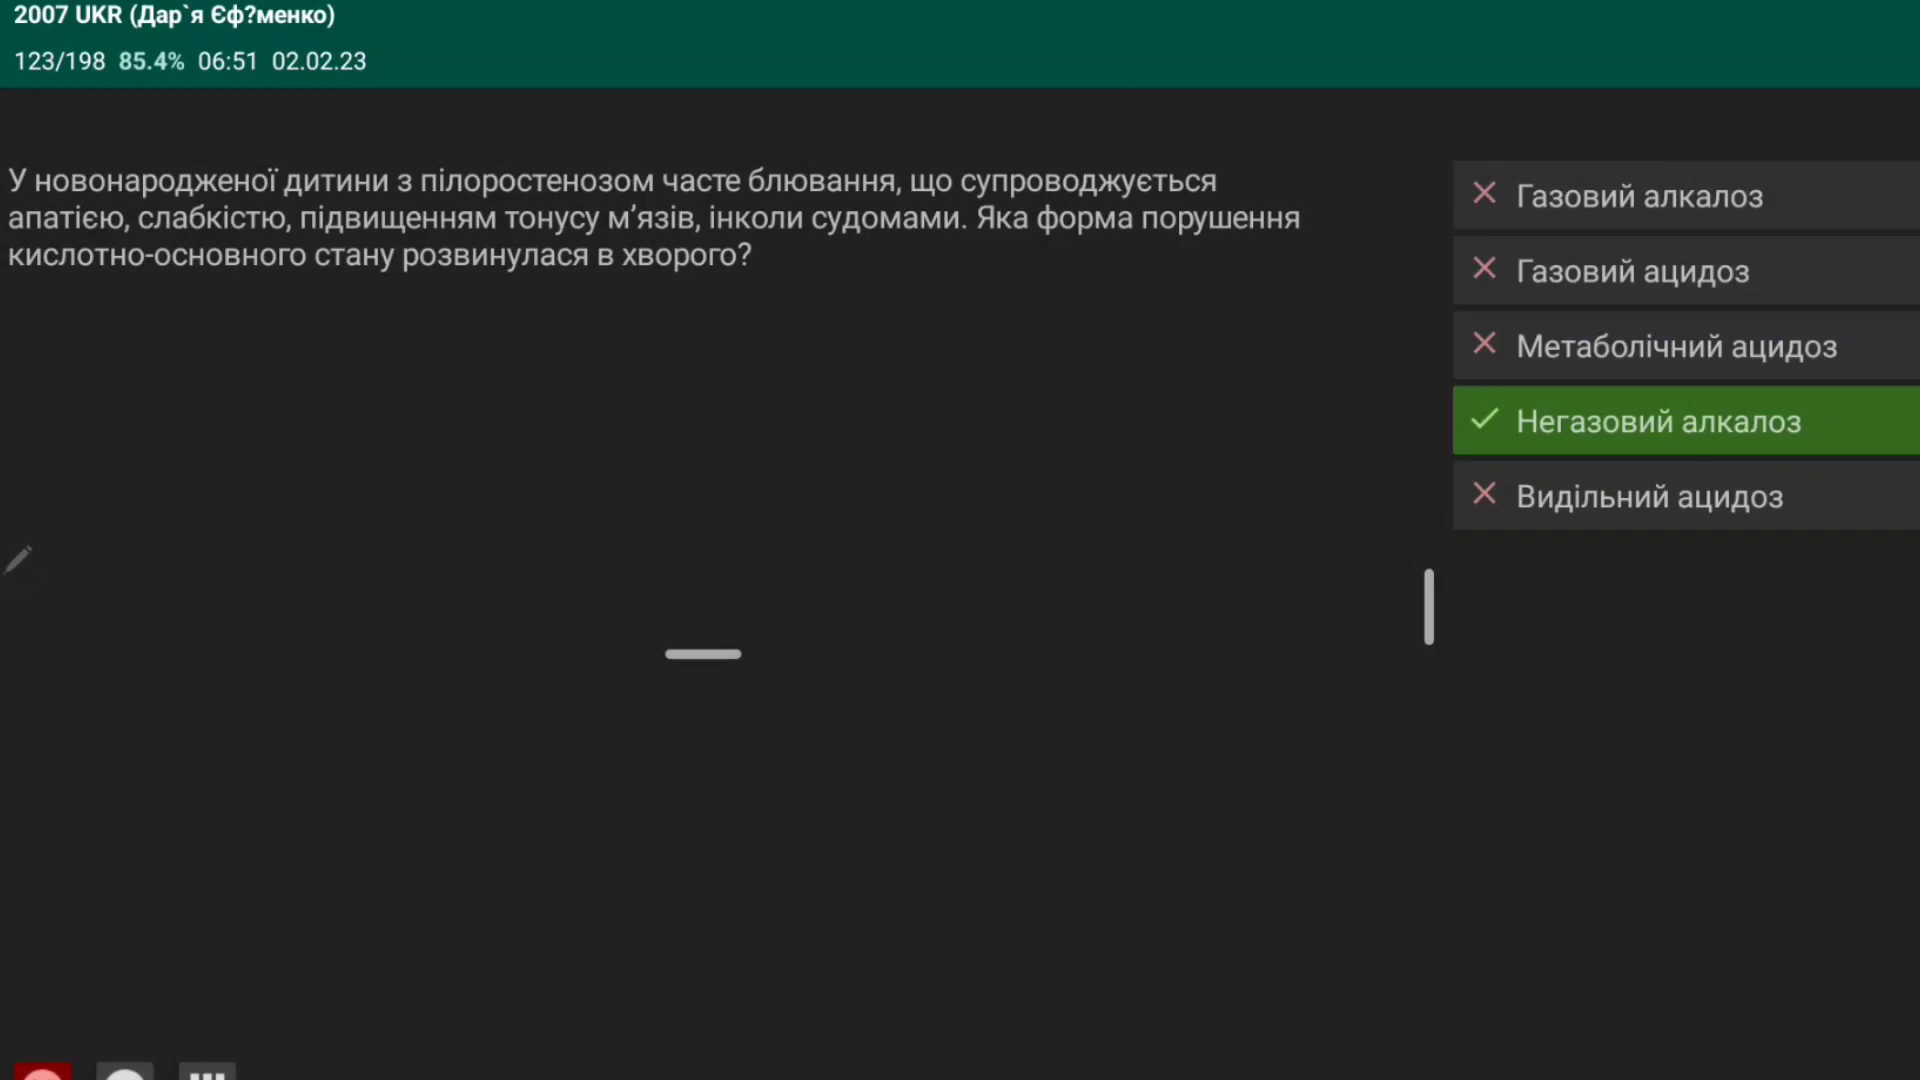 2007 UKR (Дар`я Єф?менко)
123/198 85.4% 06:51 02.02.23
У новонародженої дитини з пілоростенозом часте блювання, що супроводжується
апатією, слабкістю, підвищенням тонусу м’язів, інколи судомами. Яка форма порушення
кислотно-основного стану розвинулася в хворого?
Газовий алкалоз
Газовий ацидоз
Метаболічний ацидоз
Негазовий алкалоз
Видільний ацидоз